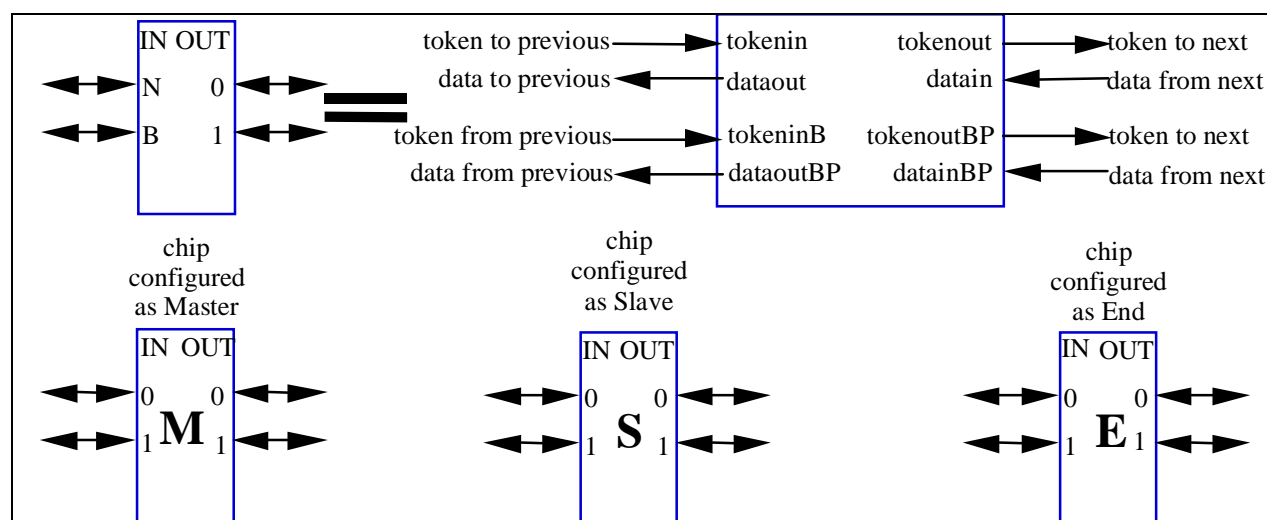 IN OUT
N 0
B 1
token to previous tokenin tokenout token to next
data to previous dataout datain data from next
token from previous tokeninB tokenoutBP token to next
data from previous dataoutBP datainBP data from next
chip
configured
as Master
IN OUT
0 0
M
1 1
chip
configured
as Slave
IN OUT
0 0
S
1 1
chip
configured
as End
IN OUT
0 0
E
1 1